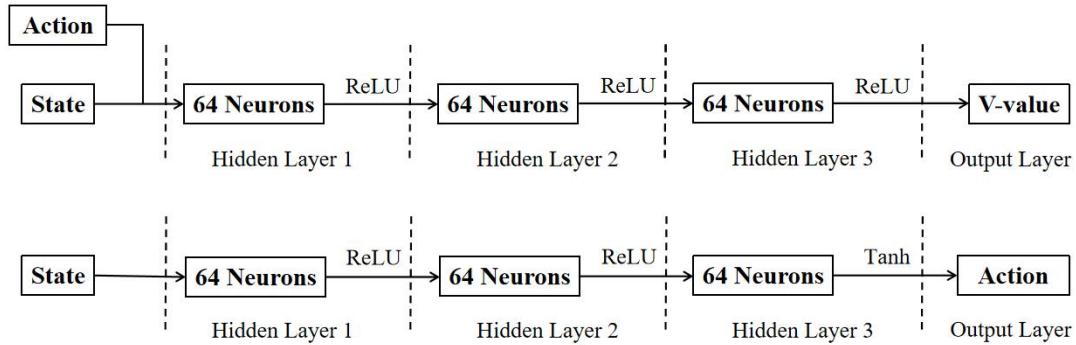 Action
State
64 Neurons
ReLU
64 Neurons
ReLU
64 Neurons
ReLU
V-value
Hidden Layer 1
Hidden Layer 2
Hidden Layer 3
Output Layer
State
64 Neurons
ReLU
64 Neurons
ReLU
64 Neurons
Tanh
Action
Hidden Layer 1
Hidden Layer 2
Hidden Layer 3
Output Layer